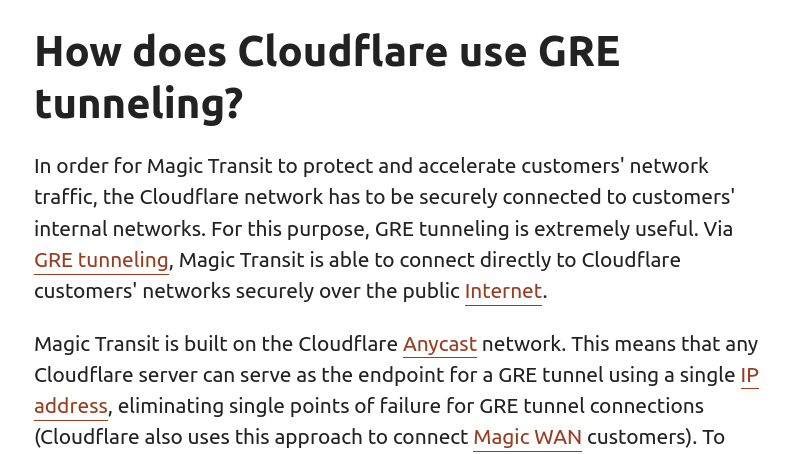 How does Cloudflare use GRE
tunneling?
In order for Magic Transit to protect and accelerate customers' network
traffic, the Cloudflare network has to be securely connected to customers'
internal networks. For this purpose, GRE tunneling is extremely useful. Via
GRE tunneling, Magic Transit is able to connect directly to Cloudflare
customers' networks securely over the public Internet.
Magic Transit is built on the Cloudflare Anycast network. This means that any
Cloudflare server can serve as the endpoint for a GRE tunnel using a single IP
address, eliminating single points of failure for GRE tunnel connections
(Cloudflare also uses this approach to connect Magic WAN customers). To